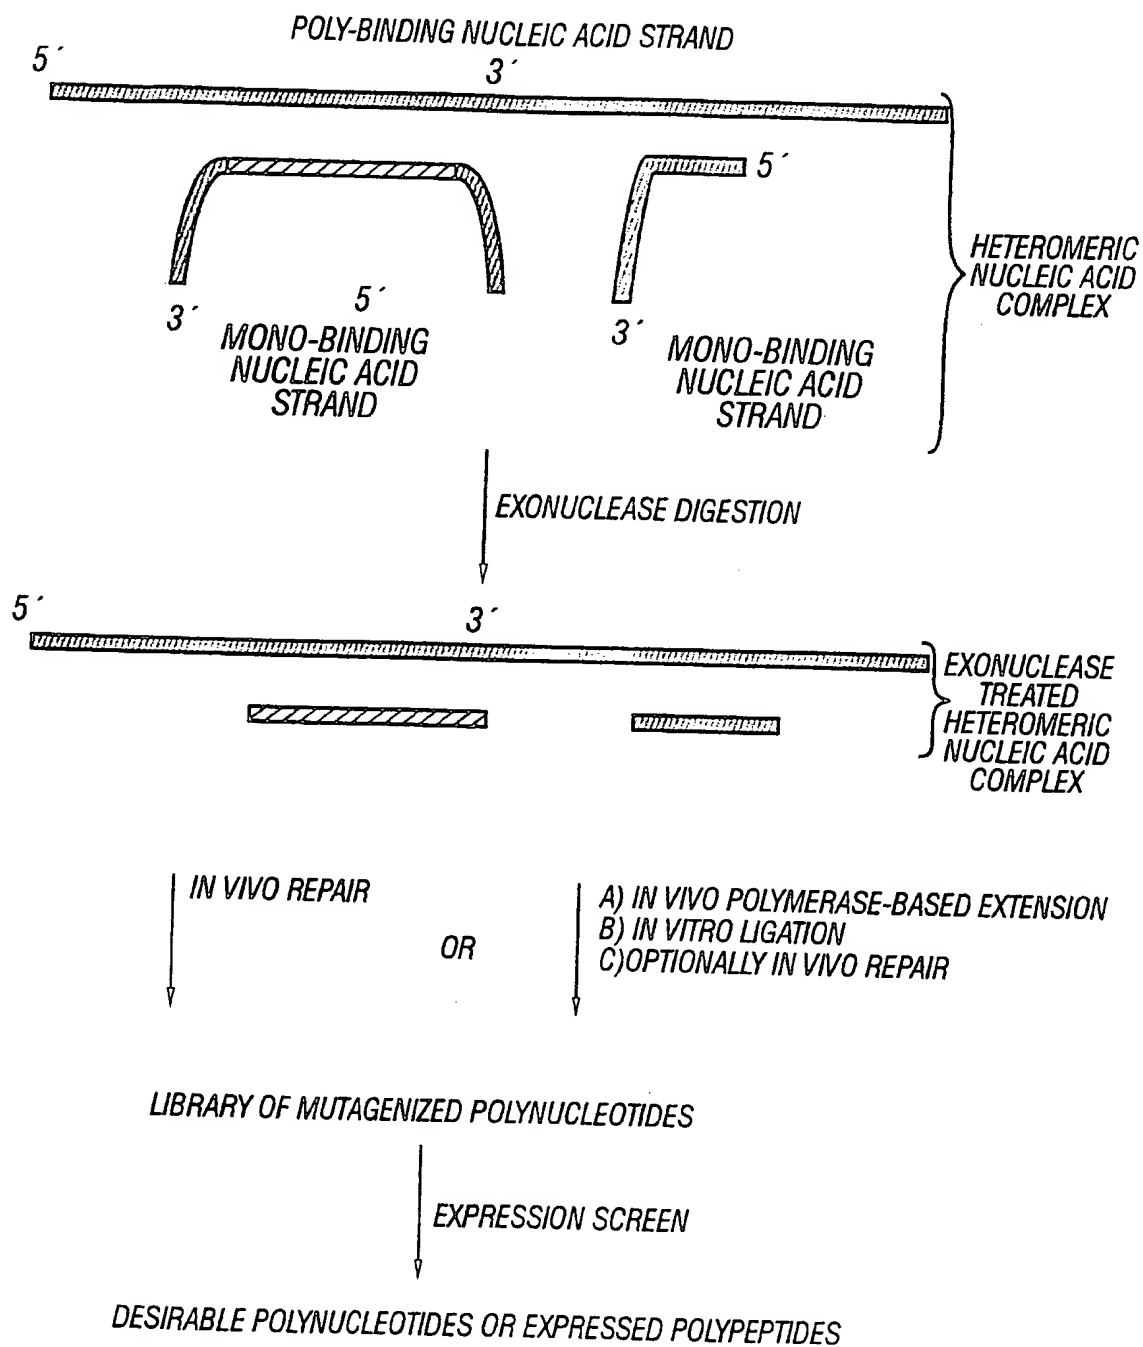 POLY-BINDING NUCLEIC ACID STRAND
5´
3´
5´
3´
5´
3´
MONO-BINDING
NUCLEIC ACID
STRAND
MONO-BINDING
NUCLEIC ACID
STRAND
HETEROMERIC
NUCLEIC ACID
COMPLEX
EXONUCLEASE DIGESTION
5´
3´
EXONUCLEASE
TREATED
HETEROMERIC
NUCLEIC ACID
COMPLEX
IN VIVO REPAIR
OR
A) IN VIVO POLYMERASE-BASED EXTENSION
B) IN VITRO LIGATION
C)OPTIONALLY IN VIVO REPAIR
LIBRARY OF MUTAGENIZED POLYNUCLEOTIDES
EXPRESSION SCREEN
DESIRABLE POLYNUCLEOTIDES OR EXPRESSED POLYPEPTIDES